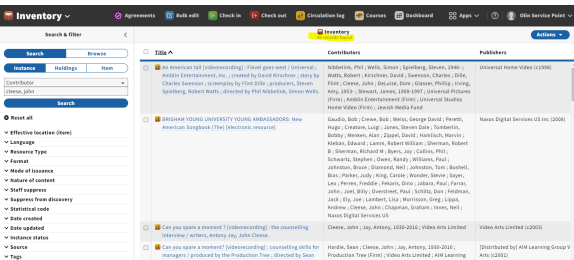 Inventory
Agreements
Bulk edit
Check in
Check out
Circulation log
Courses
Dashboard
Apps
Olin Service Point
Search & filter
Search
Browse
Instance
Holdings
Item
Contributor
cleese, john
Search
Reset all
Effective location (item)
Language
Resource Type
Format
Mode of issuance
Nature of content
Staff suppress
Suppress from discovery
Statistical code
Date created
Date updated
Instance status
Source
Tags
Inventory
records found
Actions
Title
Contributors
Publishers
An American tail [videorecording] : Fievel goes west / Universal ,
Amblin Entertainment, Inc. ; created by David Kirschner ; story by
Charles Swenson ; screenplay by Flint Dille ; producers, Steven
Spielberg, Robert Watts ; directed by Phil Nibbelink, Simon Wells.
Nibbelink, Phil ; Wells, Simon ; Spielberg, Steven, 1946- ;
Watts, Robert ; Kirschner, David ; Swenson, Charles ; Dille,
Flint ; Cleese, John ; DeLuise, Dom ; Glasser, Phillip ; Irving,
Amy, 1953- ; Stewart, James, 1908-1997 ; Universal Pictures
(Firm) ; Amblin Entertainment (Firm) ; Universal Studios
Home Video (Firm) ; Jewish Media Fund
Universal Home Video (c1998)
BRIGHAM YOUNG UNIVERSITY YOUNG AMBASSADORS: New
American Songbook (The) [electronic resource]
Gaudio, Bob ; Crewe, Bob ; Weiss, George David ; Peretti,
Hugo ; Creatore, Luigi ; Jones, Steven Dale ; Tomberlin,
Bobby ; Menken, Alan ; Zippel, David ; Hamlisch, Marvin ;
Kleban, Edward ; Lamm, Robert William ; Sherman, Robert
B ; Sherman, Richard M ; Byers, Joy ; Collins, Phil ;
Schwartz, Stephen ; Owen, Randy ; Williams, Paul ;
Johnston, Bruce ; Diamond, Neil ; Johnston, Tom ; Boshell,
Bias ; Parker, Judy ; King, Carole ; Wonder, Stevie ; Sayer,
Leo ; Perren, Freddie ; Fekaris, Dino ; Jabara, Paul ; Farrar,
John ; Joel, Billy ; Overstreet, Paul ; Schlitz, Don ; Feldman,
Jack ; Ely, Joe ; Lambert, Lisa ; Morrison, Greg ; Lippa,
Andrew ; Cleese, John ; Chapman, Graham ; Innes, Neil ;
Naxos Digital Services US
Naxos Digital Services US Inc (2008)
Can you spare a moment? [videorecording] : the counselling
interview / writers, Antony Jay, John Cleese.
Cleese, John ; Jay, Antony, 1930-2016 ; Video Arts Limited
Video Arts Limited (c2003)
Can you spare a moment? [videorecording] : counselling skills for
managers / produced by the Production Tree ; directed by Sean
Hardie, Sean ; Cleese, John ; Jay, Antony, 1930-2016 ;
Production Tree (Firm) ; Video Arts Limited ; AIM Learning
[Distributed by] AIM Learning Group V
Arts (c2001)